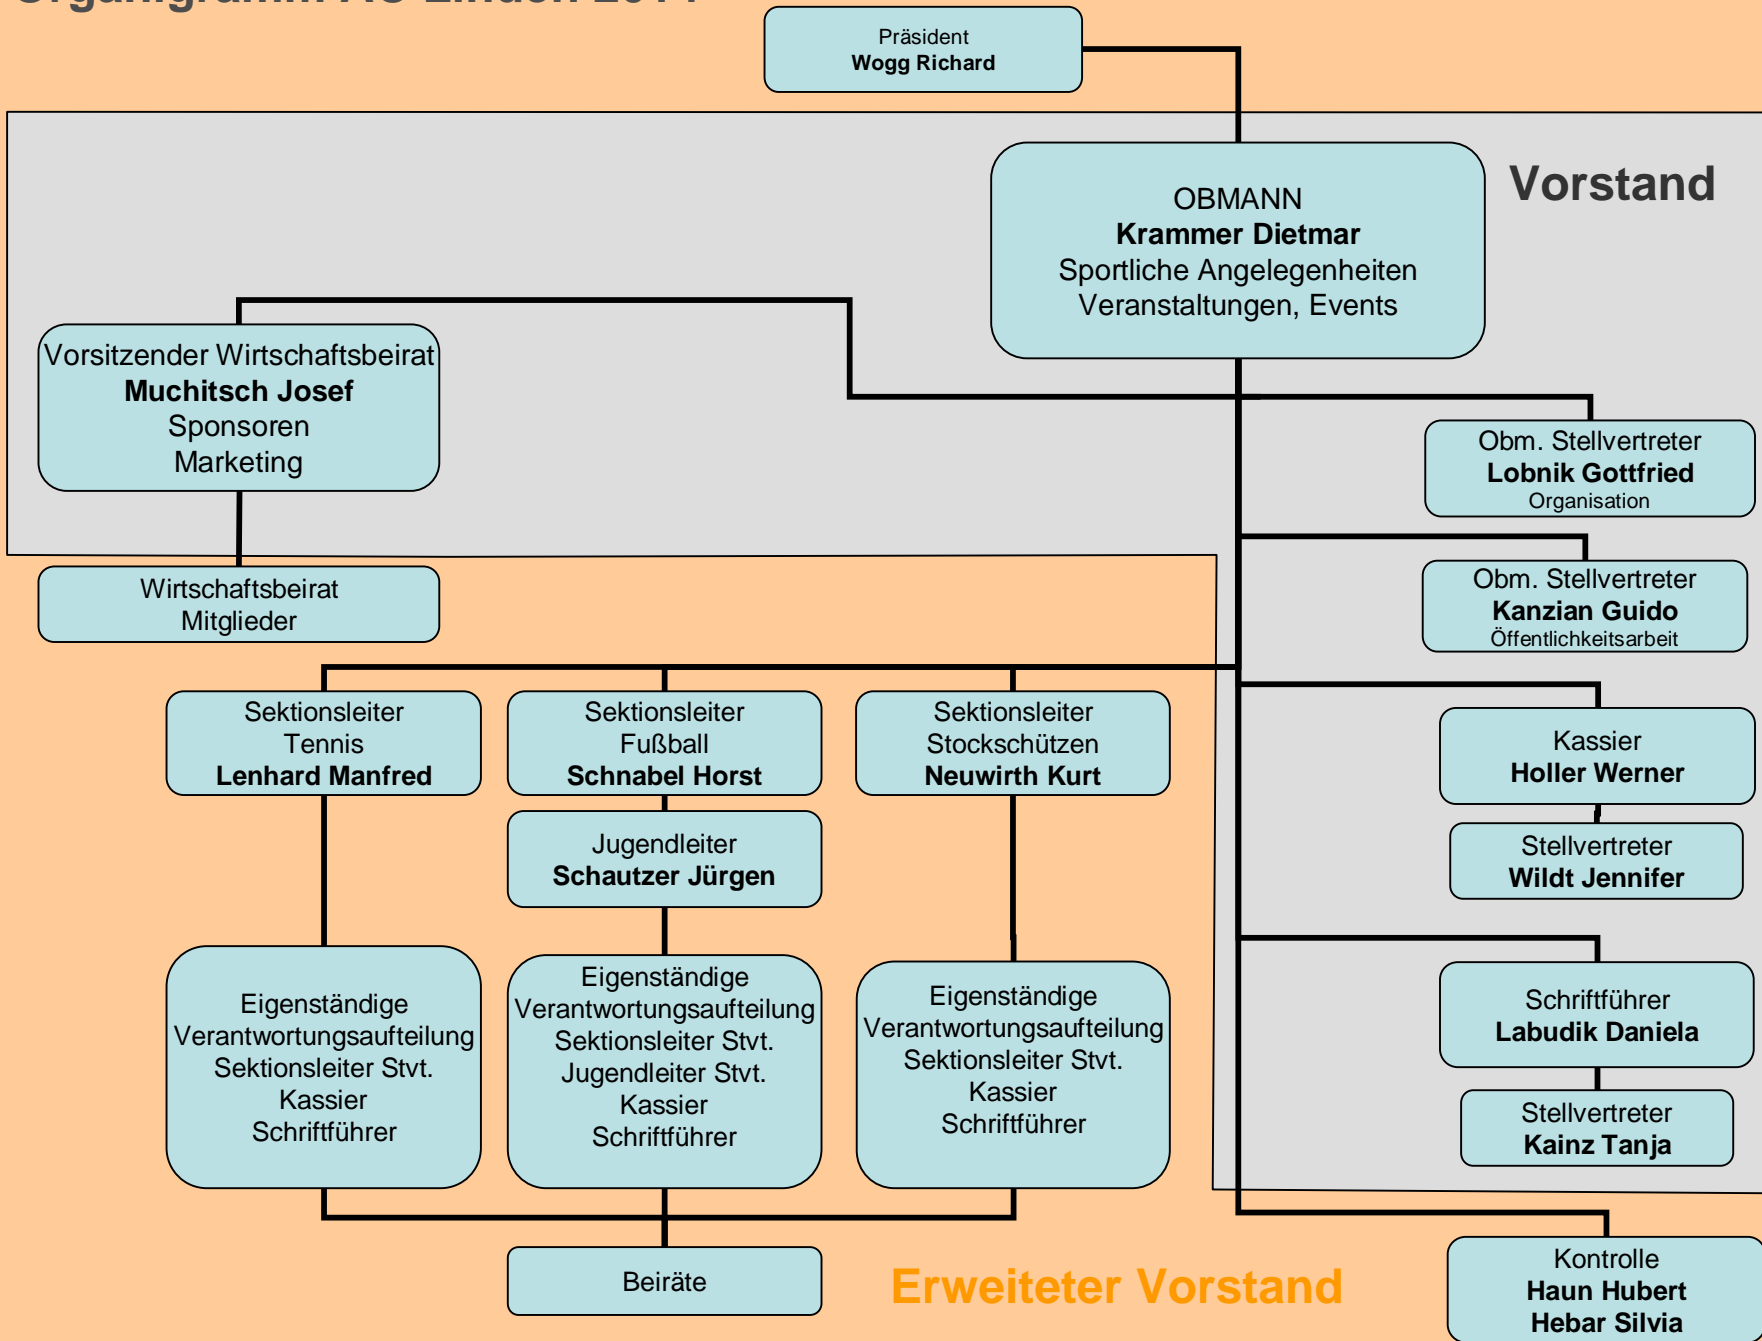 Präsident
Wogg Richard
Vorstand
OBMANN
Krammer Dietmar
Sportliche Angelegenheiten
Veranstaltungen, Events
Vorsitzender Wirtschaftsbeirat
Muchitsch Josef
Sponsoren
Marketing
Obm. Stellvertreter
Lobnik Gottfried
Organisation
Wirtschaftsbeirat
Mitglieder
Obm. Stellvertreter
Kanzian Guido
Öffentlichkeitsarbeit
Sektionsleiter
Tennis
Lenhard Manfred
Sektionsleiter
Fußball
Schnabel Horst
Sektionsleiter
Stockschützen
Neuwirth Kurt
Kassier
Holler Werner
Jugendleiter
Schautzer Jürgen
Stellvertreter
Wildt Jennifer
Eigenständige
Verantwortungsaufteilung
Sektionsleiter Stvt.
Kassier
Schriftführer
Eigenständige
Verantwortungsaufteilung
Sektionsleiter Stvt.
Jugendleiter Stvt.
Kassier
Schriftführer
Eigenständige
Verantwortungsaufteilung
Sektionsleiter Stvt.
Kassier
Schriftführer
Schriftführer
Labudik Daniela
Stellvertreter
Kainz Tanja
Beiräte
Erweiteter Vorstand
Kontrolle
Haun Hubert
Hebar Silvia